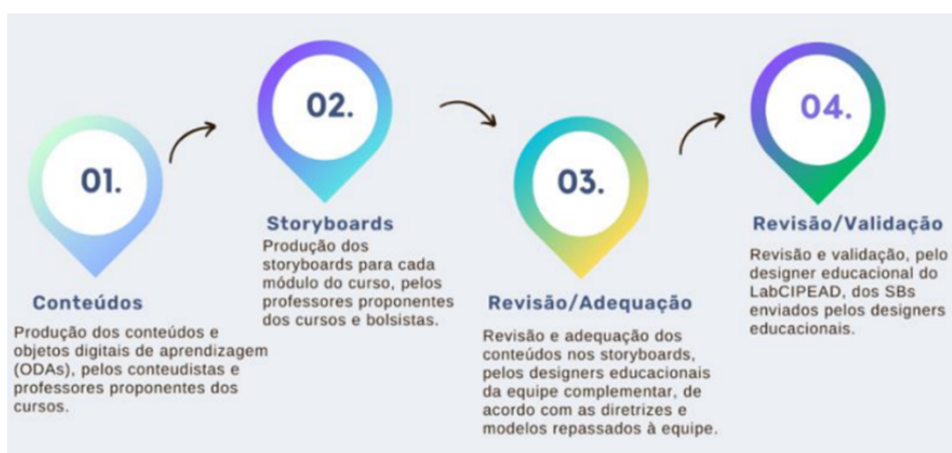 01.
Conteúdos
Produção dos conteúdos e
objetos digitais de aprendizagem
(ODAs), pelos conteudistas e
professores proponentes dos
cursos.
02.
Storyboards
Produção dos
storyboards para cada
módulo do curso, pelos
professores proponentes
dos cursos e bolsistas.
03.
Revisão/Adequação
Revisão e adequação dos
conteúdos nos storyboards,
pelos designers educacionais
da equipe complementar, de
acordo com as diretrizes e
modelos repassados à equipe.
04.
Revisão/Validação
Revisão e validação, pelo
designer educacional do
LabCIPEAD, dos SBs
enviados pelos designers
educacionais.